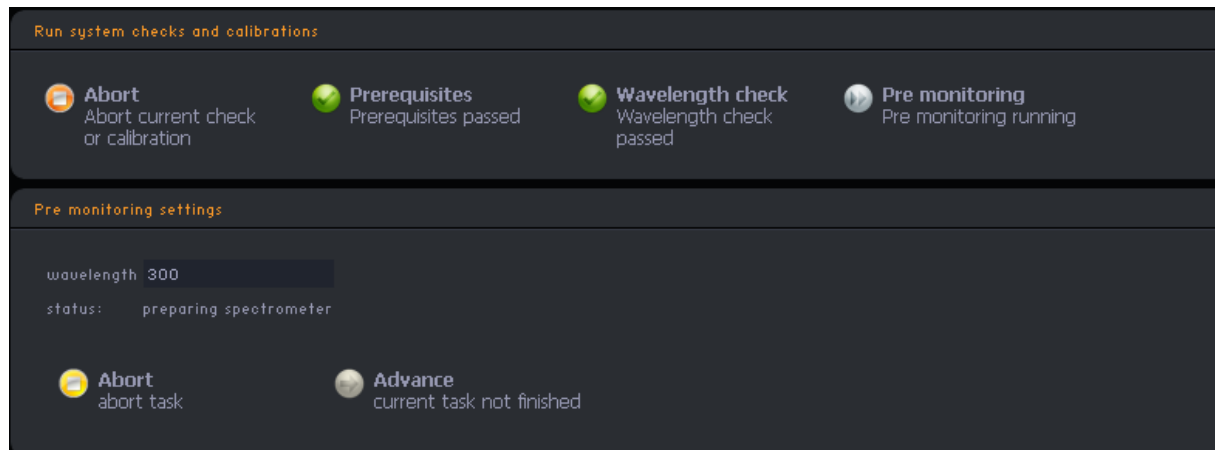 Run system checks and calibrations
Abort
Abort current check
or calibration
Prerequisites
Prerequisites passed
Wavelength check
Wavelength check
passed
Pre monitoring
Pre monitoring running
Pre monitoring settings
wavelength 300
status: preparing spectrometer
Abort
abort task
Advance
current task not finished